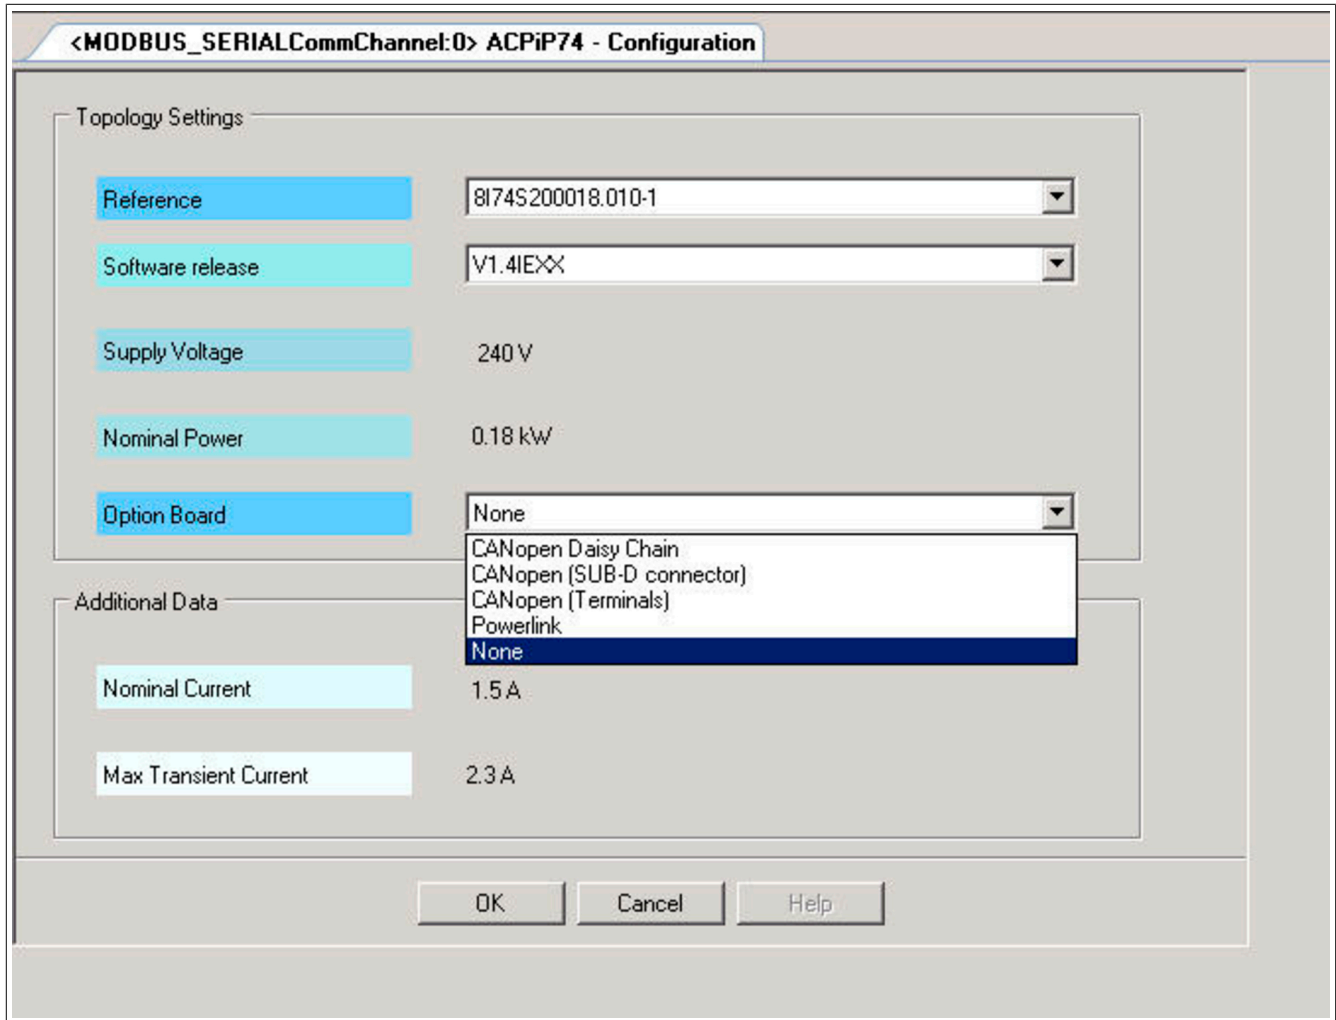 <MODBUS_SERIALCommChannel:0> ACPiP74 - Configuration
Topology Settings
Reference 8I74S200018.010-1
Software release V1.4IEXX
Supply Voltage 240 V
Nominal Power 0.18 kW
Option Board None
CANopen Daisy Chain
CANopen (SUB-D connector)
CANopen (Terminals)
Powerlink
None
Additional Data
Nominal Current 1.5 A
Max Transient Current 2.3 A
OK Cancel Help